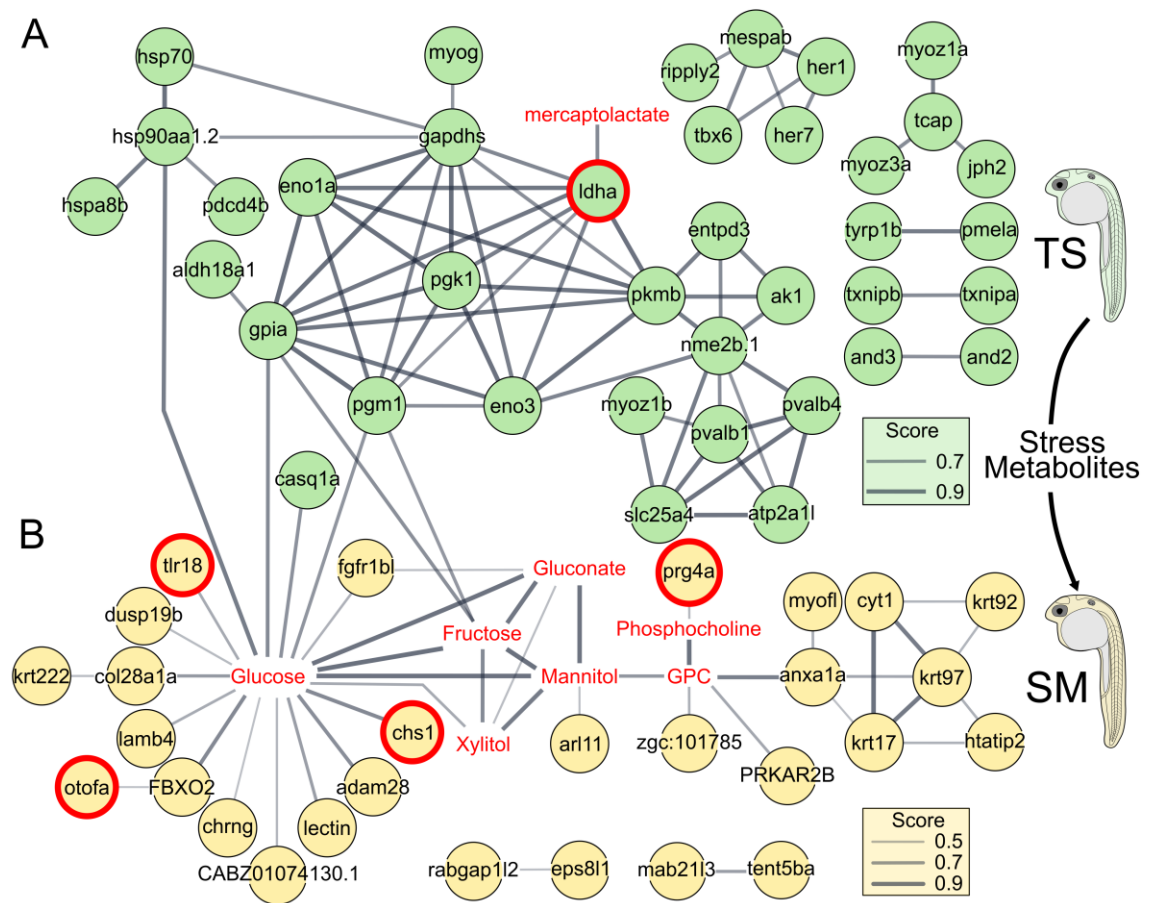 A
hsp70
myog
mespab
myoz1a
ripply2
her1
hsp90aa1.2
gapdhs
mercaptolactate
tbx6
her7
tcap
myoz3a
jph2
eno1a
ldha
hspa8b
pdcd4b
entpd3
tyrp1b
pmela
TS
aldh18a1
pgk1
pkmb
ak1
txnipb
txnipa
gpia
nme2b.1
and3
and2
pgm1
eno3
myoz1b
pvalb4
pvalb1
Score
0.7
0.9
Stress
Metabolites
casq1a
slc25a4
atp2a1l
B
tlr18
fgfr1bl
Gluconate
prg4a
dusp19b
Fructose
Phosphocholine
myofl
cyt1
krt92
krt222
col28a1a
Glucose
Mannitol
GPC
anxa1a
krt97
SM
lamb4
chs1
Xylitol
arl11
zgc:101785
krt17
htatip2
otofa
FBXO2
adam28
PRKAR2B
chrng
lectin
CABZ01074130.1
rabgap1l2
eps8l1
mab21l3
tent5ba
Score
0.5
0.7
0.9